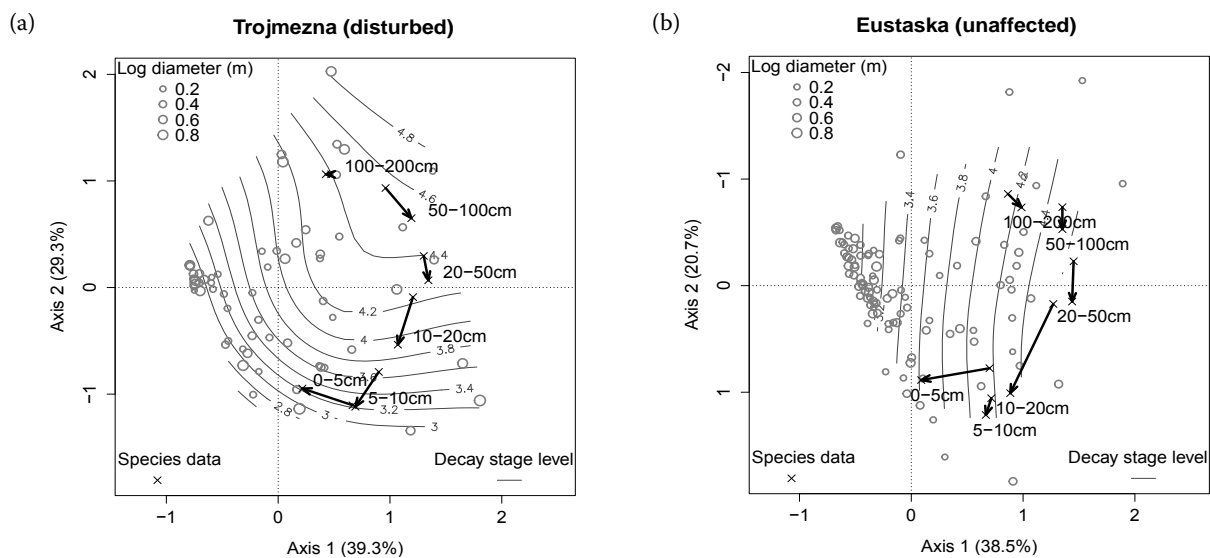 (a)
Trojmezna (disturbed)
Log diameter (m)
0.2
0.4
0.6
0.8
2
1
0
−1
Axis 2 (29.3%)
4.8
100−200cm
4.6
50−100cm
4.4
20−50cm
4.2
10−20cm
4
3.8
3.6
0−5cm
3.4
5−10cm
3.2
2.8
3
3
Species data
Decay stage level
−1
0
1
2
Axis 1 (39.3%)
(b)
Eustaska (unaffected)
Log diameter (m)
0.2
0.4
0.6
0.8
−2
−1
0
1
Axis 2 (20.7%)
3.4
3.6
3.8
4
4.2
100−200cm
50−100cm
3.2
20−50cm
0−5cm
10−20cm
5−10cm
Species data
Decay stage level
−1
0
1
2
Axis 1 (38.5%)